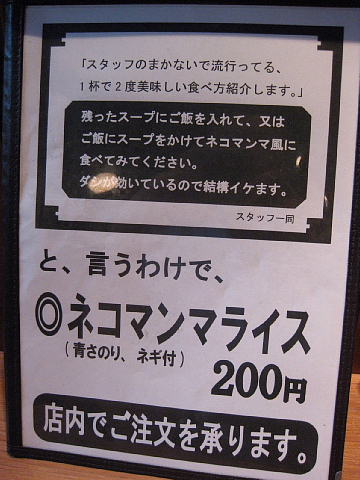 「スタッフのまかないで流行ってる、
1杯で2度美味しい食べ方紹介します。」
残ったスープにご飯を入れて、又は
ご飯にスープをかけてネコマンマ風に
食べてみてください。
ダシが効いているので結構イケます。
スタッフ一同
と、言うわけで、
◎ネコマンマライス
(青さのり、ネギ付)
200円
店内でご注文を承ります。